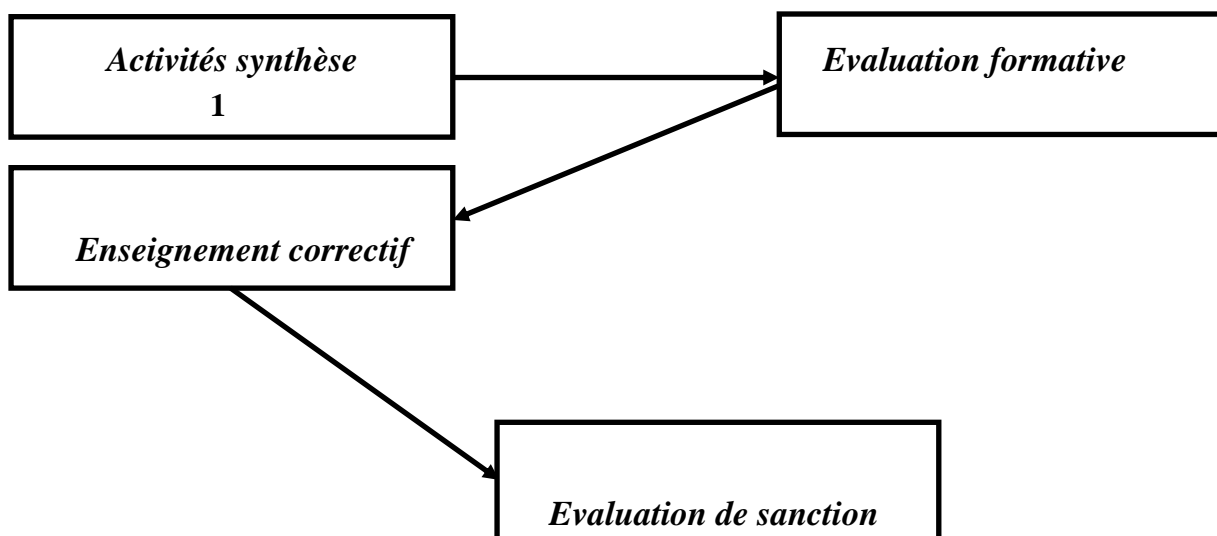 Activités synthèse
1
Evaluation formative
Enseignement correctif
Evaluation de sanction